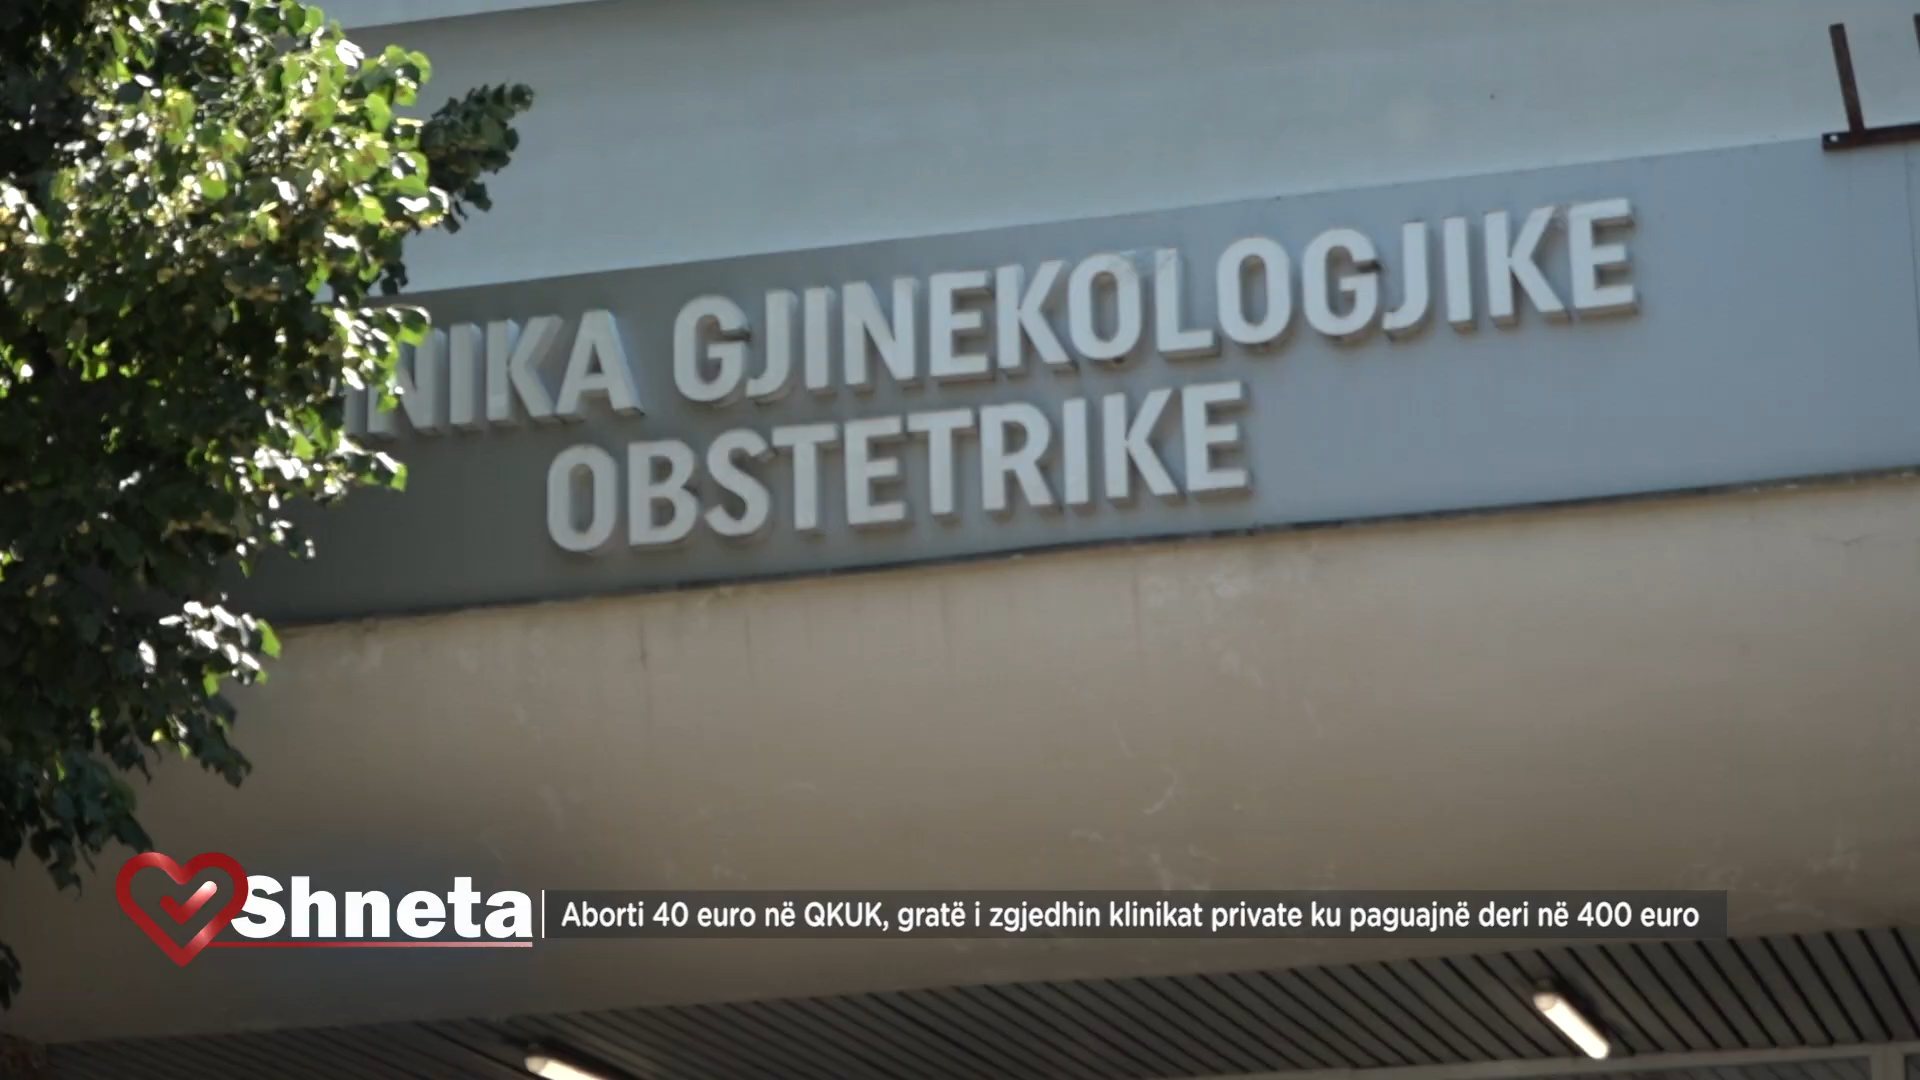 NIKA GJINEKOLOGJIKE
OBSTETRIKE
Shneta
Aborti 40 euro në QKUK, gratë i zgjedhin klinikat private ku paguajnë deri në 400 euro